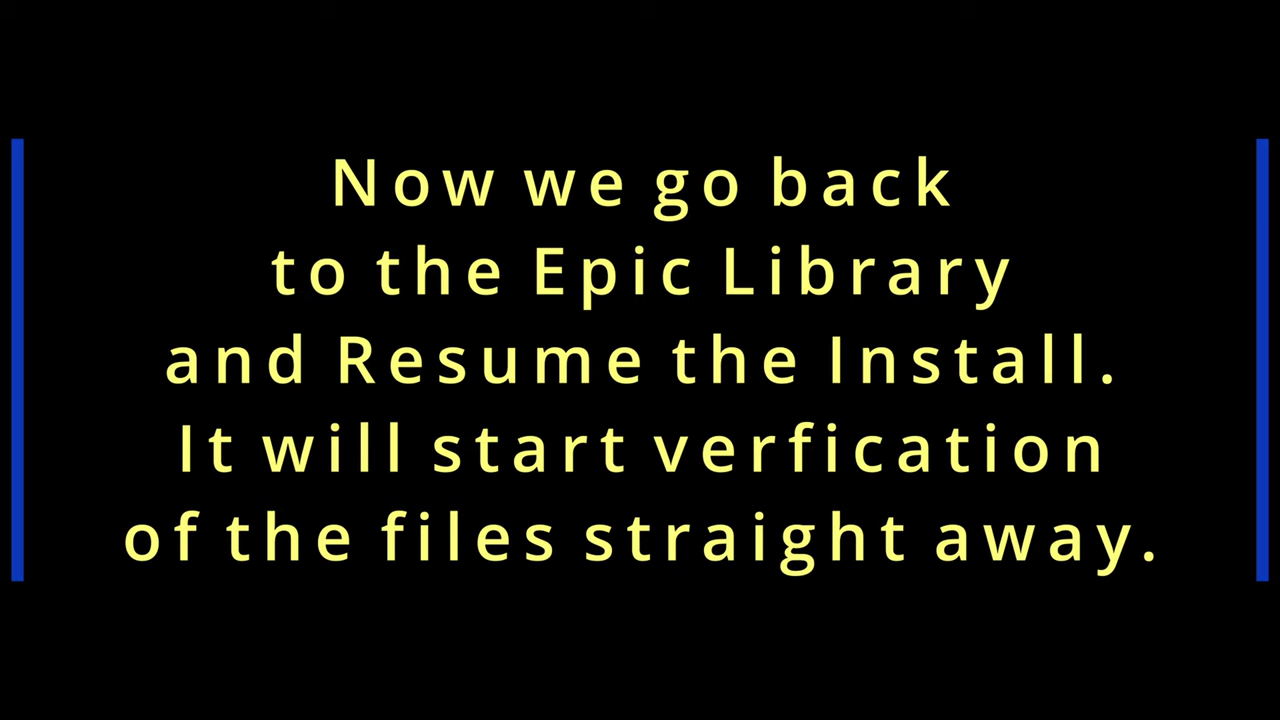 Now we go back
to the Epic Library
and Resume the Install.
It will start verfication
of the files straight away.